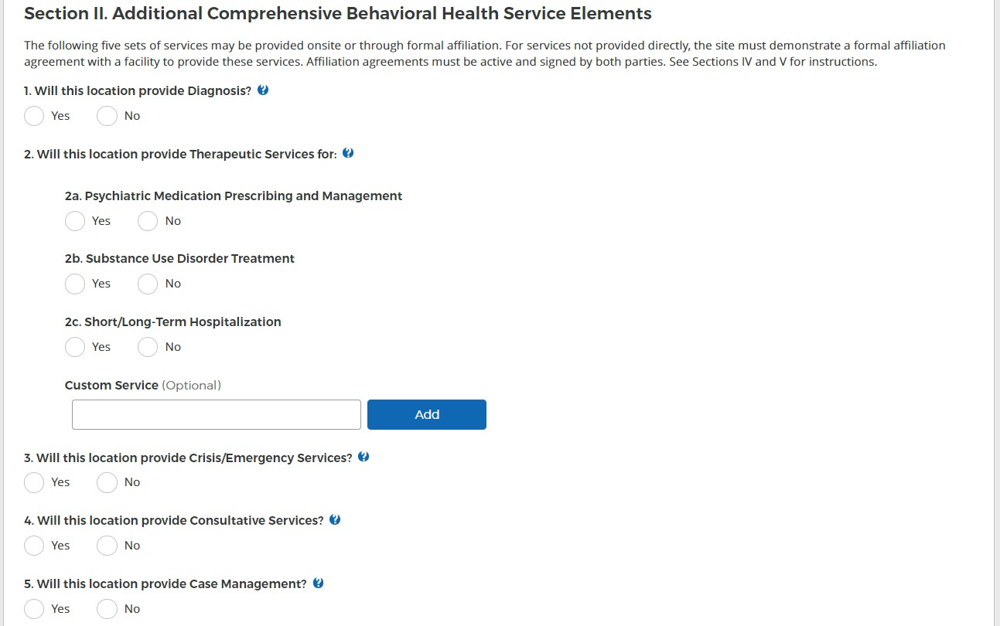 Section II. Additional Comprehensive Behavioral Health Service Elements
The following five sets of services may be provided onsite or through formal affiliation. For services not provided directly, the site must demonstrate a formal affiliation
agreement with a facility to provide these services. Affiliation agreements must be active and signed by both parties. See Sections IV and V for instructions.
1. Will this location provide Diagnosis? ?
Yes No
2. Will this location provide Therapeutic Services for: ?
2a. Psychiatric Medication Prescribing and Management
Yes No
2b. Substance Use Disorder Treatment
Yes No
2c. Short/Long-Term Hospitalization
Yes No
Custom Service (Optional)
Add
3. Will this location provide Crisis/Emergency Services? ?
Yes No
4. Will this location provide Consultative Services? ?
Yes No
5. Will this location provide Case Management? ?
Yes No